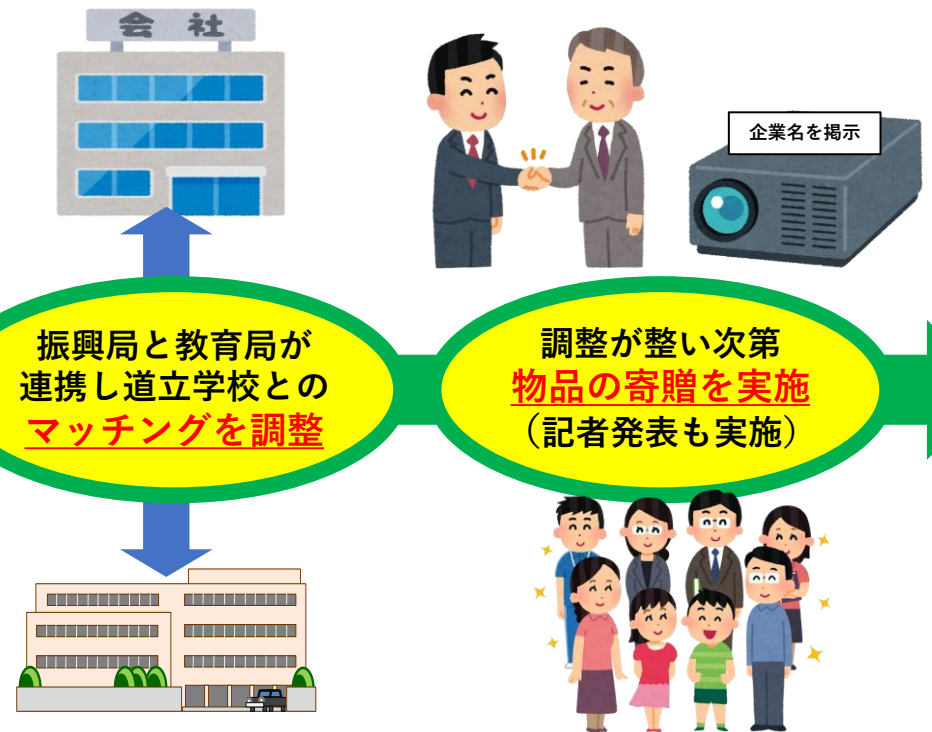 会社
企業名を掲示
振興局と教育局が
連携し道立学校との
マッチングを調整
調整が整い次第
物品の寄贈を実施
（記者発表も実施）